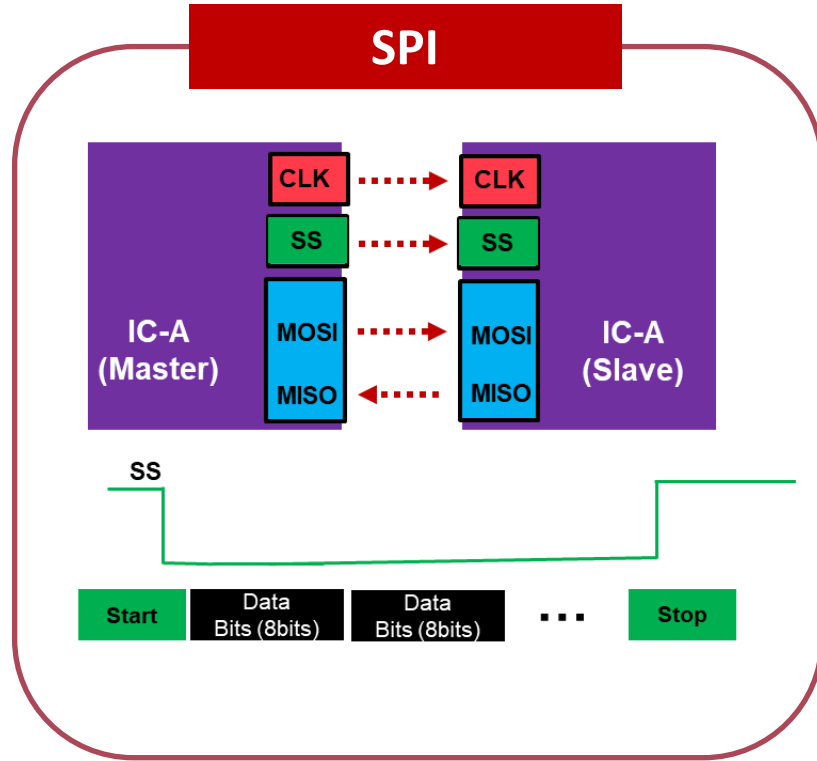 SPI
CLK
CLK
SS
SS
IC-A
(Master)
MOSI
MISO
MOSI
MISO
IC-A
(Slave)
SS
Start
Data
Bits (8bits)
Data
Bits (8bits)
...
Stop